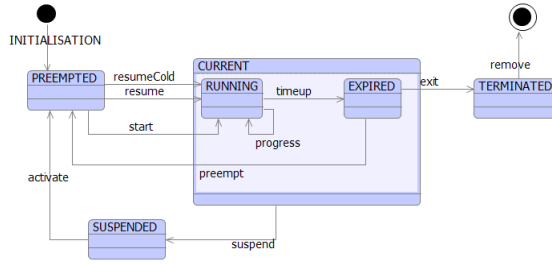 INITIALISATION
remove
CURRENT
PREEMPTED
resumeCold
resume
RUNNING
timeup
EXPIRED
exit
TERMINATED
start
progress
preempt
activate
SUSPENDED
suspend